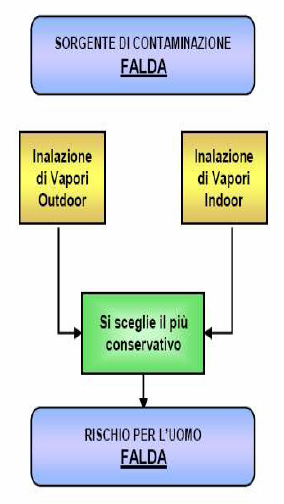 SORGENTE DI CONTAMINAZIONE
FALDA
Inalazione
di Vapori
Outdoor
Inalazione
di Vapori
Indoor
Si sceglie il più
conservativo
RISCHIO PER L'UOMO
FALDA